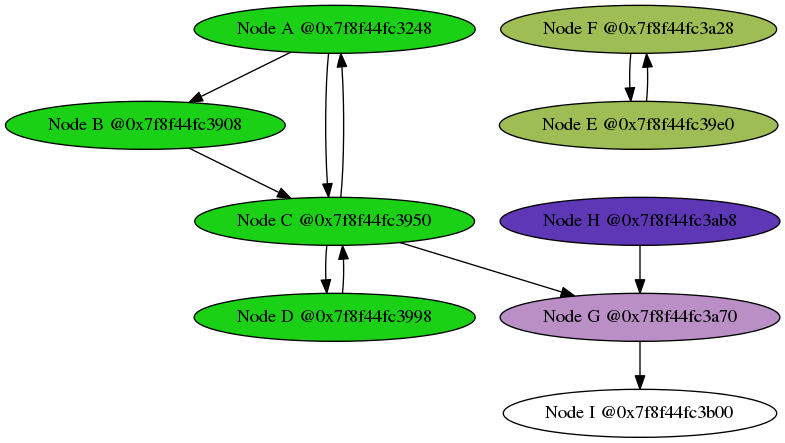 Node A @0x7f8f44fc3248
Node F @0x7f8f44fc3a28
Node B @0x7f8f44fc3908
Node E @0x7f8f44fc39e0
Node C @0x7f8f44fc3950
Node H @0x7f8f44fc3ab8
Node D @0x7f8f44fc3998
Node G @0x7f8f44fc3a70
Node I @0x7f8f44fc3b00